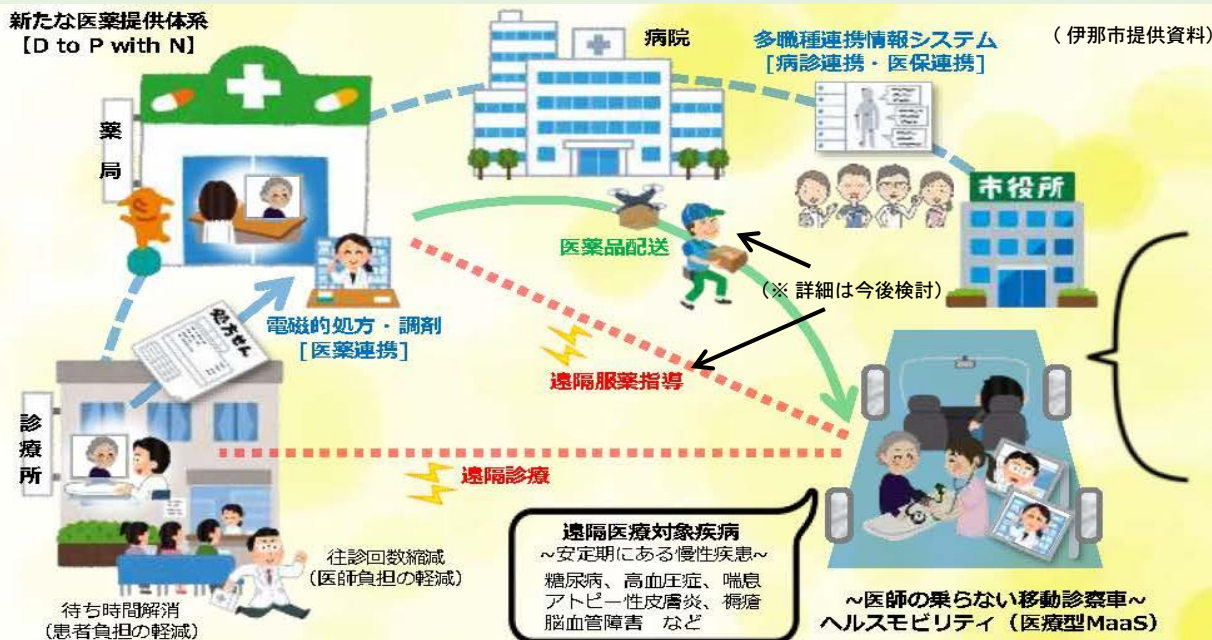 新たな医薬提供体系
【D to P with N】
病院
多職種連携情報システム
[病診連携・医保連携]
（伊那市提供資料）
薬局
市役所
医薬品配送
（※ 詳細は今後検討）
処方せん
電磁的処方・調剤
[医薬連携]
遠隔服薬指導
診療所
遠隔診療
往診回数縮減
（医師負担の軽減）
待ち時間解消
（患者負担の軽減）
遠隔医療対象疾病
~安定期にある慢性疾患~
糖尿病、高血圧症、喘息
アトピー性皮膚炎、褥瘡
脳血管障害　など
~医師の乗らない移動診察車~
ヘルスモビリティ（医療型MaaS）